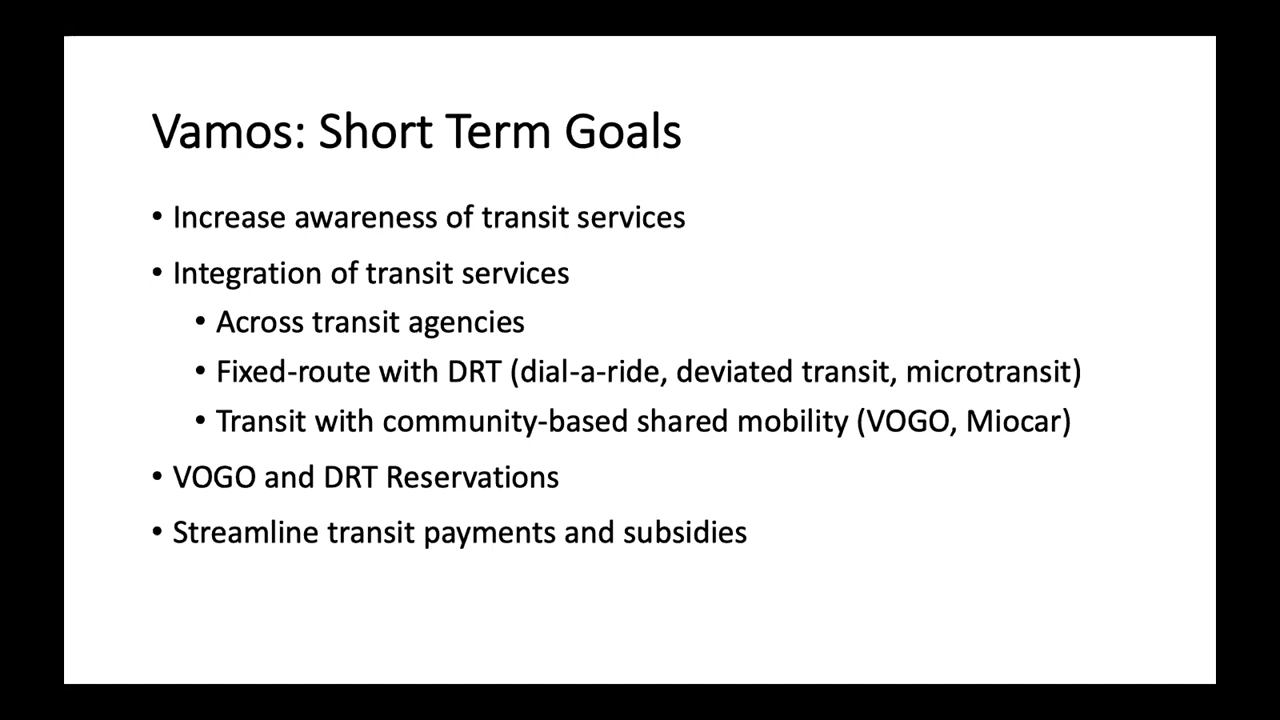 Vamos: Short Term Goals
• Increase awareness of transit services
• Integration of transit services
• Across transit agencies
• Fixed-route with DRT (dial-a-ride, deviated transit, microtransit)
• Transit with community-based shared mobility (VOGO, Miocar)
• VOGO and DRT Reservations
• Streamline transit payments and subsidies